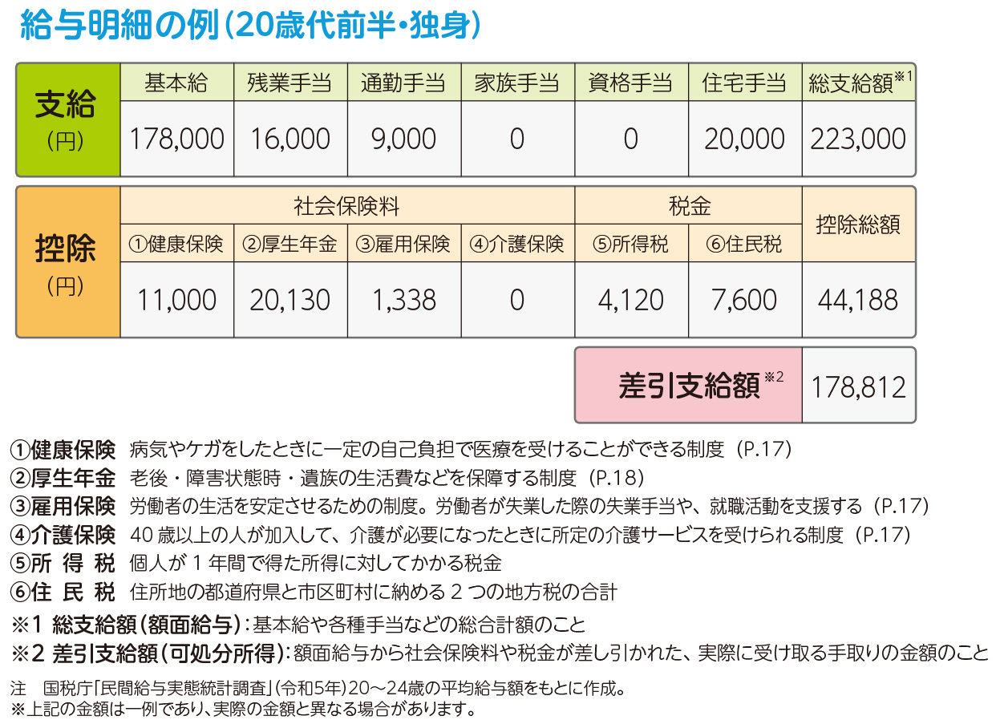 給与明細の例(20歳代前半・独身)
支給
(円)
基本給 残業手当 通勤手当 家族手当 資格手当 住宅手当 総支給額※1
178,000 16,000 9,000 0 0 20,000 223,000
控除
(円)
社会保険料 税金 控除総額
①健康保険 ②厚生年金 ③雇用保険 ④介護保険 ⑤所得税 ⑥住民税
11,000 20,130 1,338 0 4,120 7,600 44,188
差引支給額※2 178,812
①健康保険 病気やケガをしたときに一定の自己負担で医療を受けることができる制度(P.17)
②厚生年金 老後・障害状態時・遺族の生活費などを保障する制度(P.18)
③雇用保険 労働者の生活を安定させるための制度。労働者が失業した際の失業手当や、就職活動を支援する(P.17)
④介護保険 40歳以上の人が加入して、介護が必要になったときに所定の介護サービスを受けられる制度(P.17)
⑤所得税 個人が1年間で得た所得に対してかかる税金
⑥住民税 住所地の都道府県と市区町村に納める2つの地方税の合計
※1 総支給額(額面給与):基本給や各種手当などの総合計額のこと
※2 差引支給額(可処分所得):額面給与から社会保険料や税金が差し引かれた、実際に受け取る手取りの金額のこと
注 国税庁「民間給与実態統計調査」(令和5年)20〜24歳の平均給与額をもとに作成。
※上記の金額は一例であり、実際の金額と異なる場合があります。